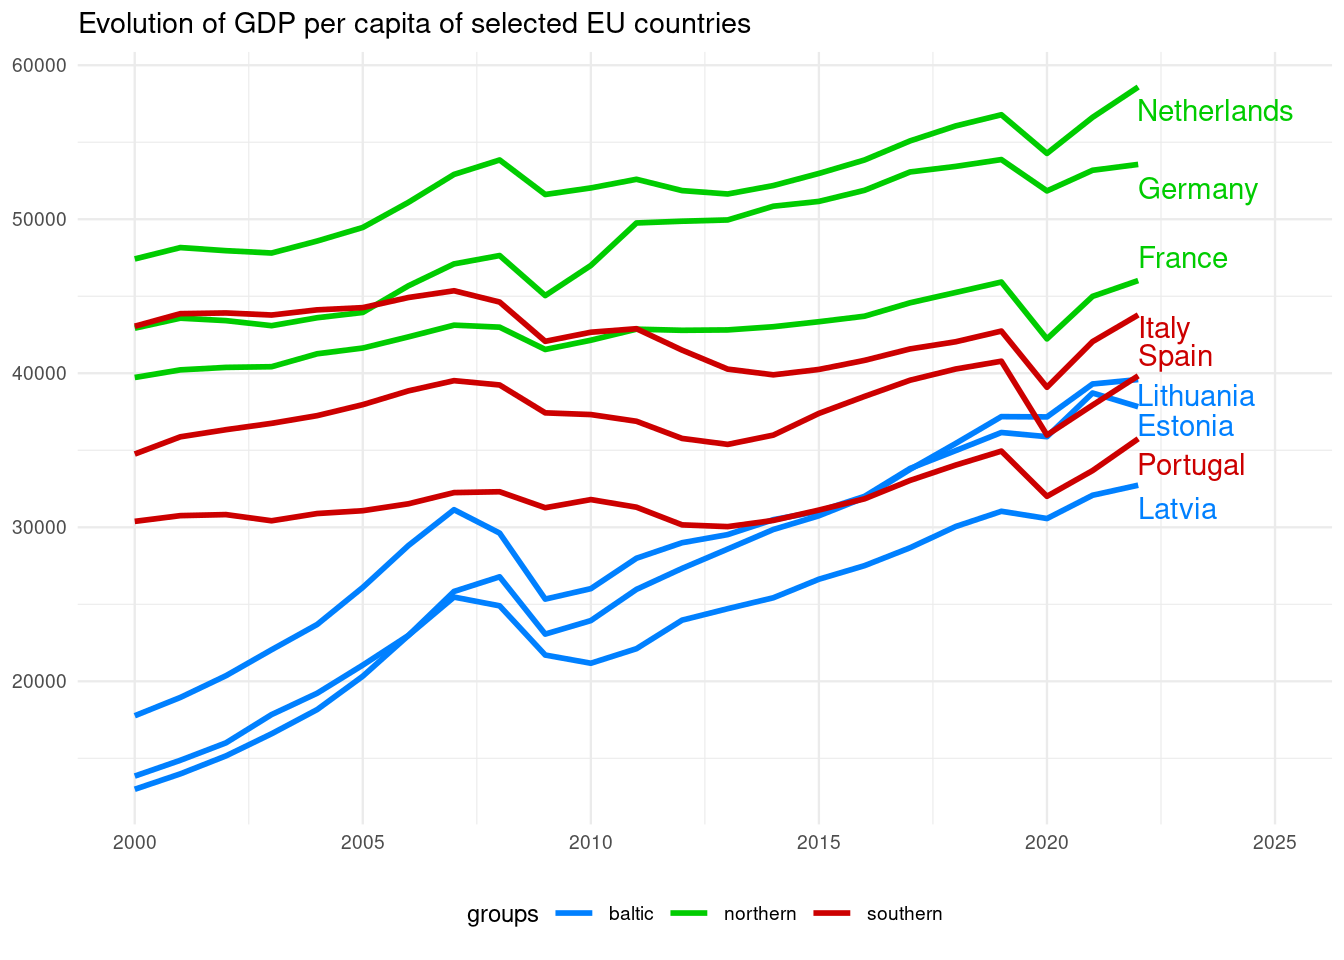 Evolution of GDP per capita of selected EU countries
60000
50000
40000
30000
20000
Netherlands
Germany
France
Italy
Spain
Lithuania
Estonia
Portugal
Latvia
2000 2005 2010 2015 2020 2025
groups baltic northern southern